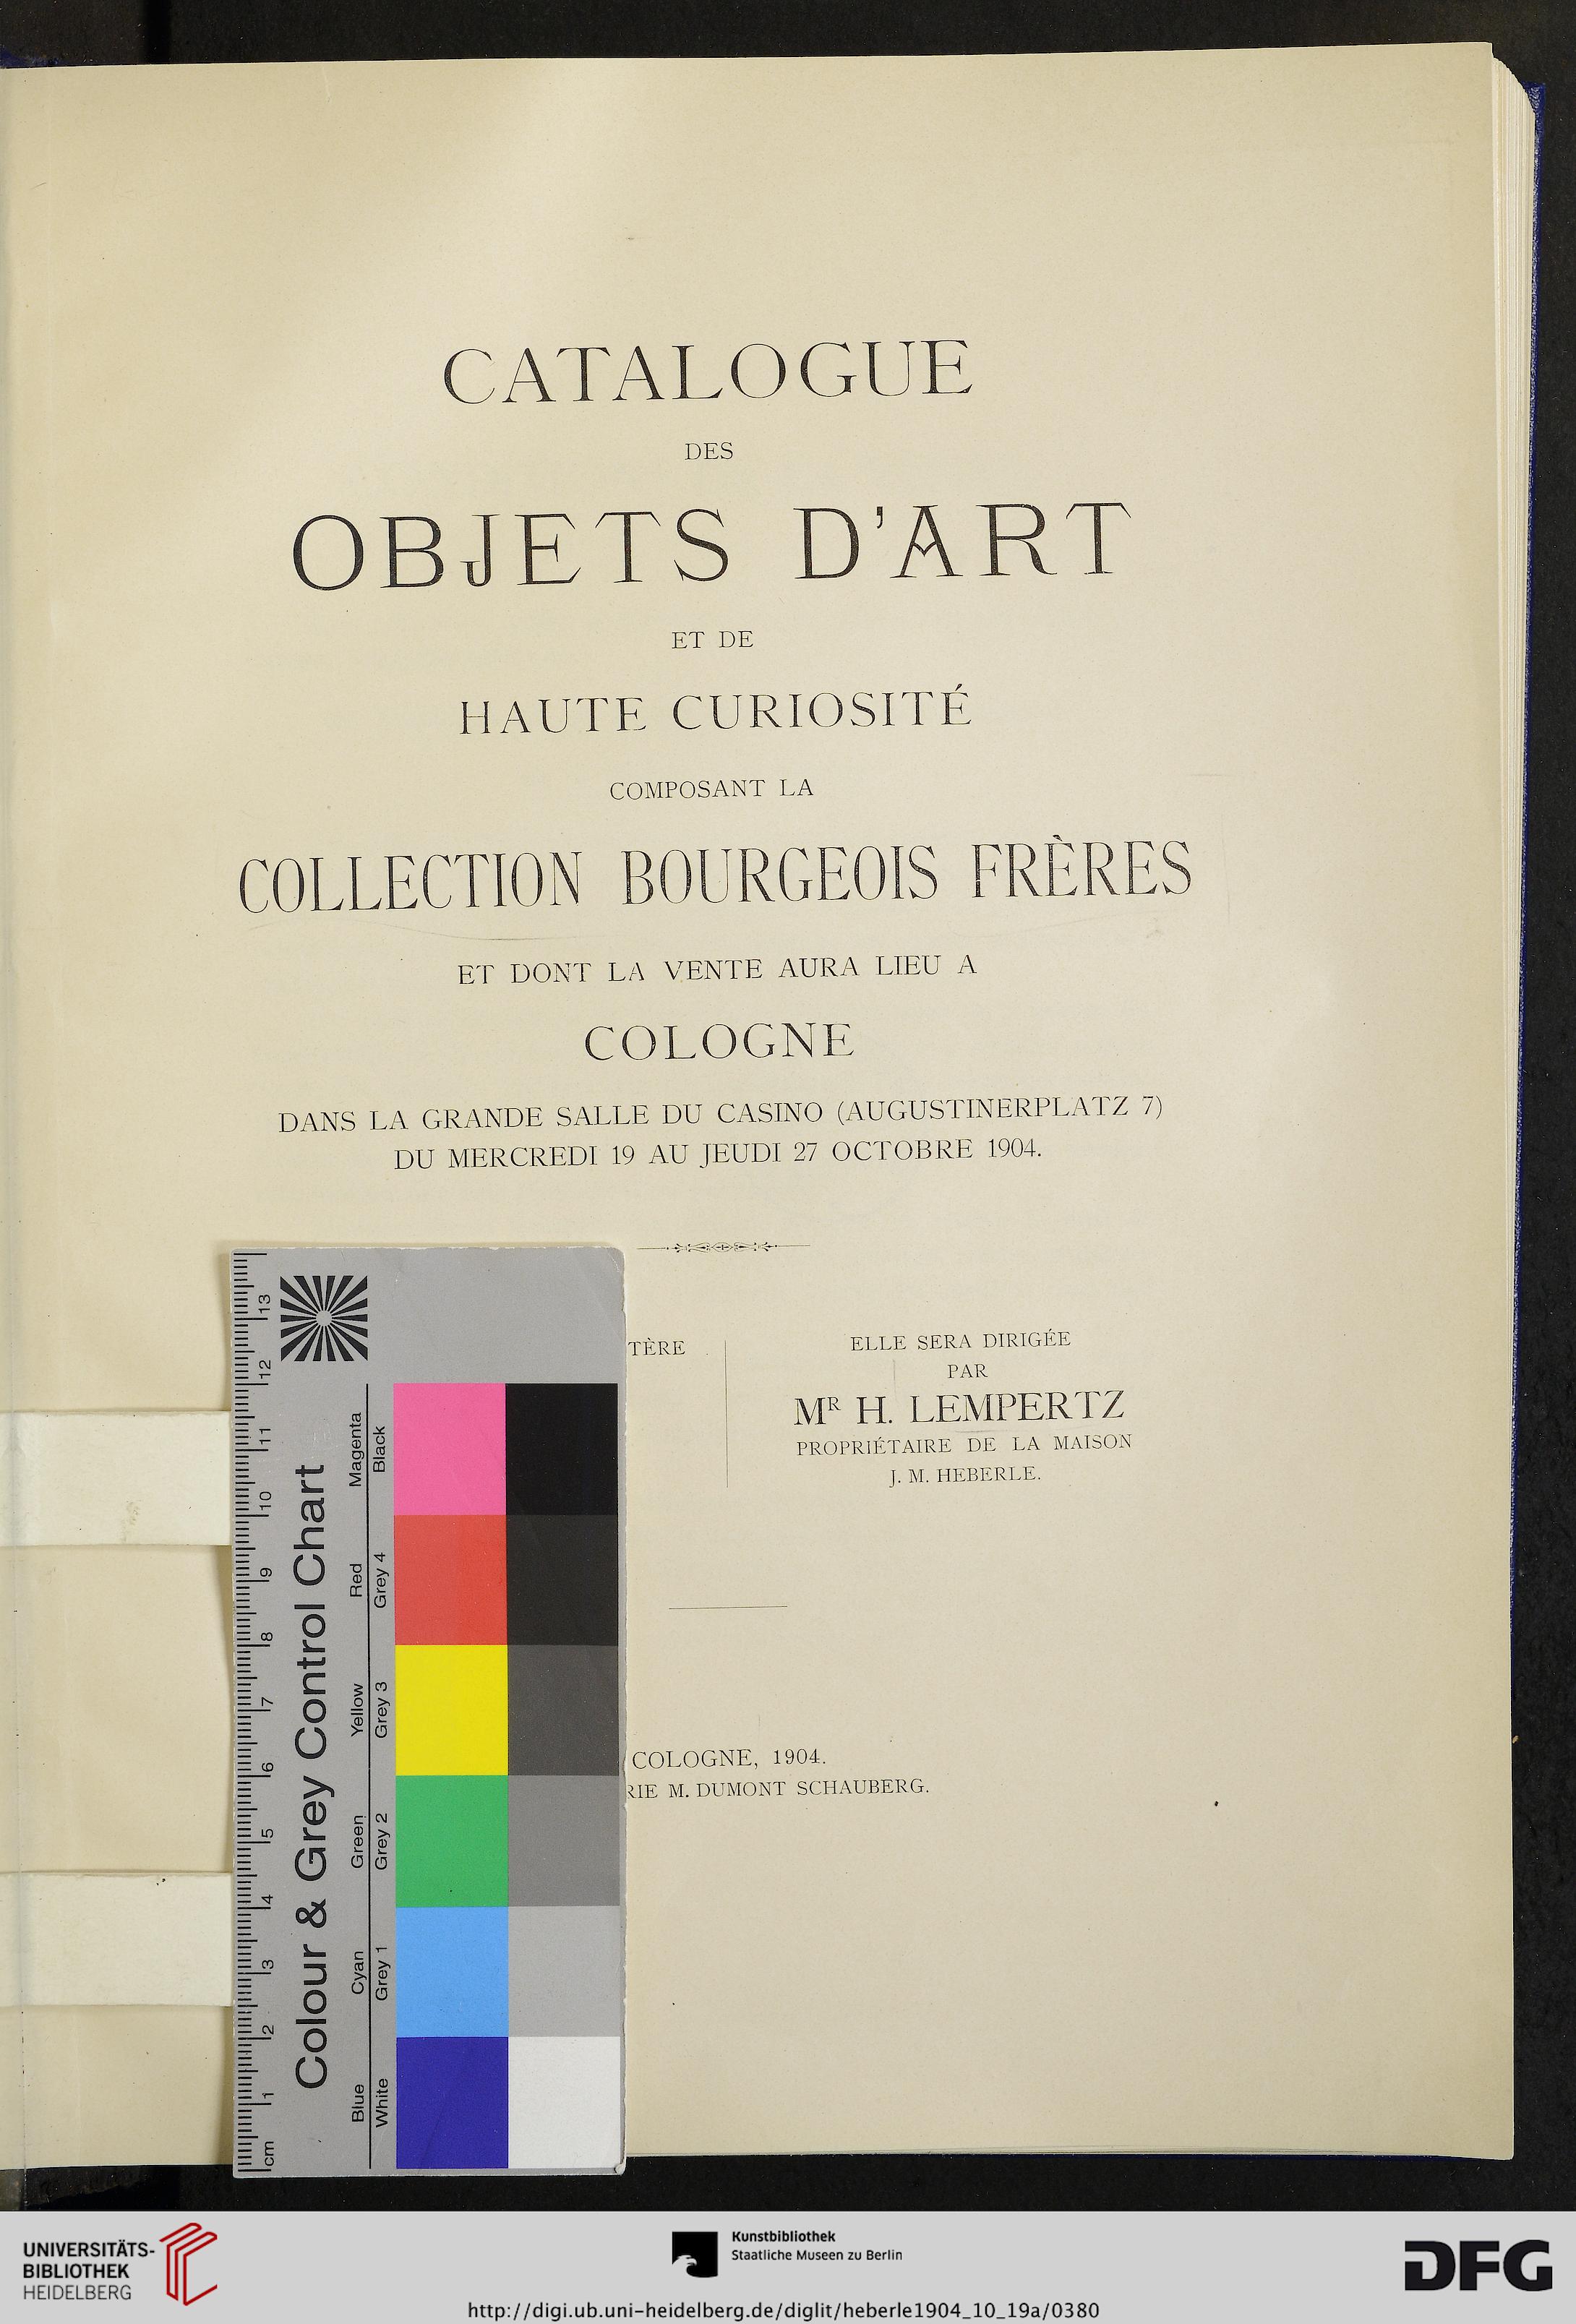 CATALOGUE
DES
OBJETS D'ART
ET DE
HAUTE CURIOSITÉ
COMPOSANT LA
COLLECTION BOURGEOIS FRÈRES
ET DONT LA VENTE AURA LIEU A
COLOGNE
DANS LA GRANDE SALLE DU CASINO (AUGUSTINERPLATZ 7)
DU MERCREDI 19 AU JEUDI 27 OCTOBRE 1904.
ELLE SERA DIRIGÉE
PAR
MR H. LEMPERTZ
PROPRIÉTAIRE DE LA MAISON
J. M. HEBERLE.
COLOGNE, 1904.
M. DUMONT SCHAUBERG.
Colour & Grey Control Chart
Blue Cyan Green Yellow Red Magenta
White Grey 1 Grey 2 Grey 3 Grey 4 Black
cm 1 2 3 4 5 6 7 8 9 10 11 12 13
UNIVERSITÄTS-
BIBLIOTHEK
HEIDELBERG
Kunstbibliothek
Staatliche Museen zu Berlin
DFG
http://digi.ub.uni-heidelberg.de/diglit/heberle1904_10_19a/0380